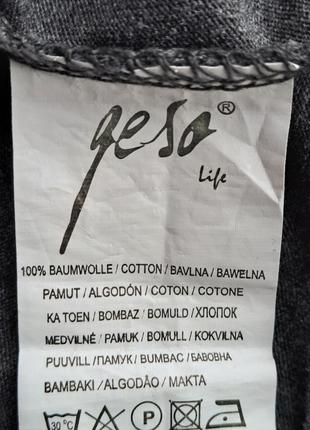 geso®
Life
100% BAUMWOLLE / COTTON / BAVLNA / BAWELNA
PAMUT / ALGODÓN / COTON / COTONE
KA TOEN / BOMBAZ / BOMULD / ХЛОПОК
MEDVILNĖ / PAMUK / BOMULL / KOKVILNA
PUUVILL / ПАМУК / BUMBAC / БАВОВНА
BAMBAKI / ALGODÃO / MAKTA
30°C P